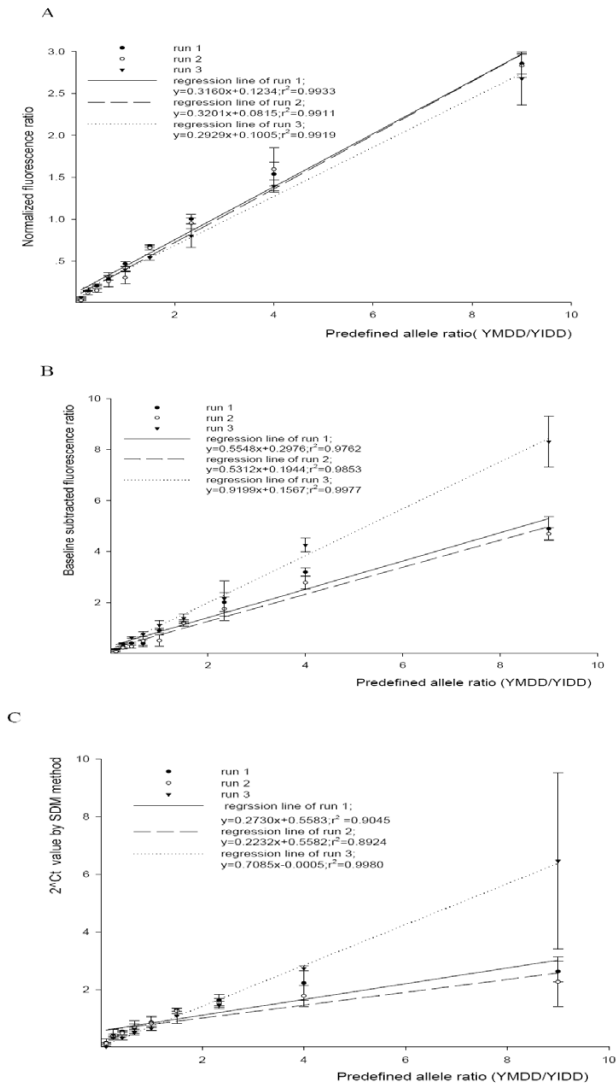 A
Normalized fluorescence ratio
3.0
2.5
2.0
1.5
1.0
.5
run 1
run 2
run 3
regression line of run 1;
y=0.3160x+0.1234;r²=0.9933
regression line of run 2;
y=0.3201x+0.0815;r²=0.9911
regression line of run 3;
y=0.2929x+0.1005;r²=0.9919
2 4 6 8 10
Predefined allele ratio( YMDD/YIDD)
B
Baseline subtracted fluorescence ratio
10
8
6
4
2
run 1
run 2
run 3
regression line of run 1;
y=0.5548x+0.2976;r²=0.9762
regression line of run 2;
y=0.5312x+0.1944;r²=0.9853
regression line of run 3;
y=0.9199x+0.1567;r²=0.9977
2 4 6 8 10
Predefined allele ratio (YMDD/YIDD)
C
2^Ct value by SDM method
10
8
6
4
2
run 1
run 2
run 3
regrssion line of run 1;
y=0.2730x+0.5583;r² =0.9045
regression line of run 2;
y=0.2232x+0.5582;r²=0.8924
regression line of run 3;
y=0.7085x-0.0005;r²=0.9980
2 4 6 8 10
Predefined allele ratio (YMDD/YIDD)